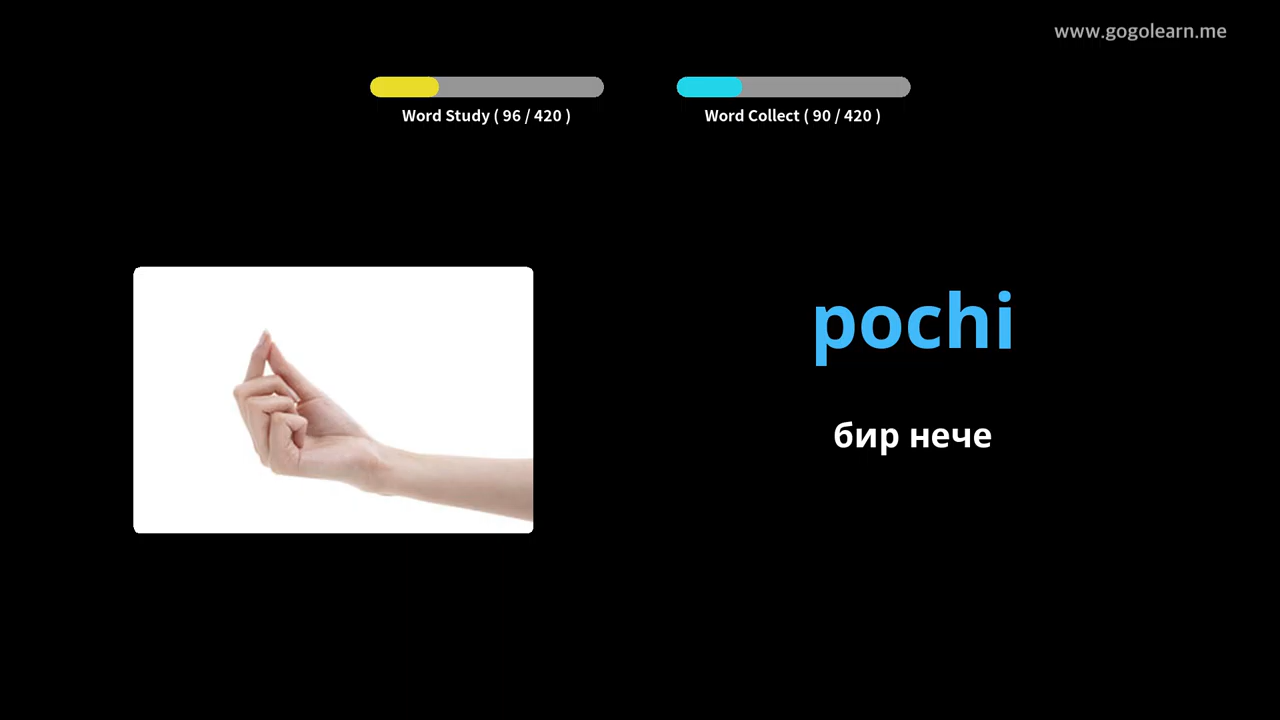 www.gogolearn.me
Word Study ( 96 / 420 )
Word Collect ( 90 / 420 )
pochi
бир нече